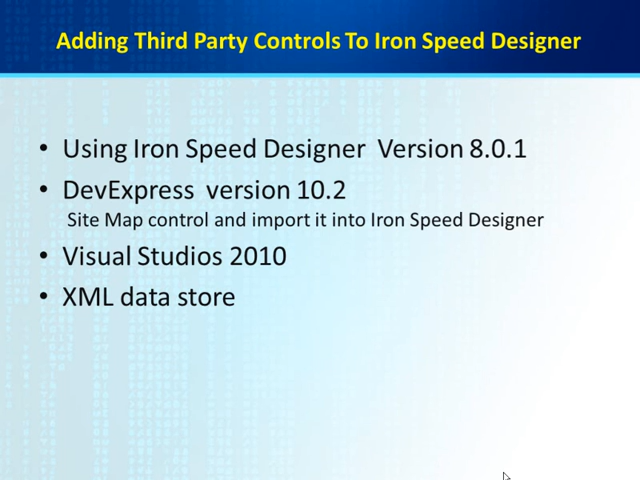 Adding Third Party Controls To Iron Speed Designer
• Using Iron Speed Designer Version 8.0.1
• DevExpress version 10.2
Site Map control and import it into Iron Speed Designer
• Visual Studios 2010
• XML data store